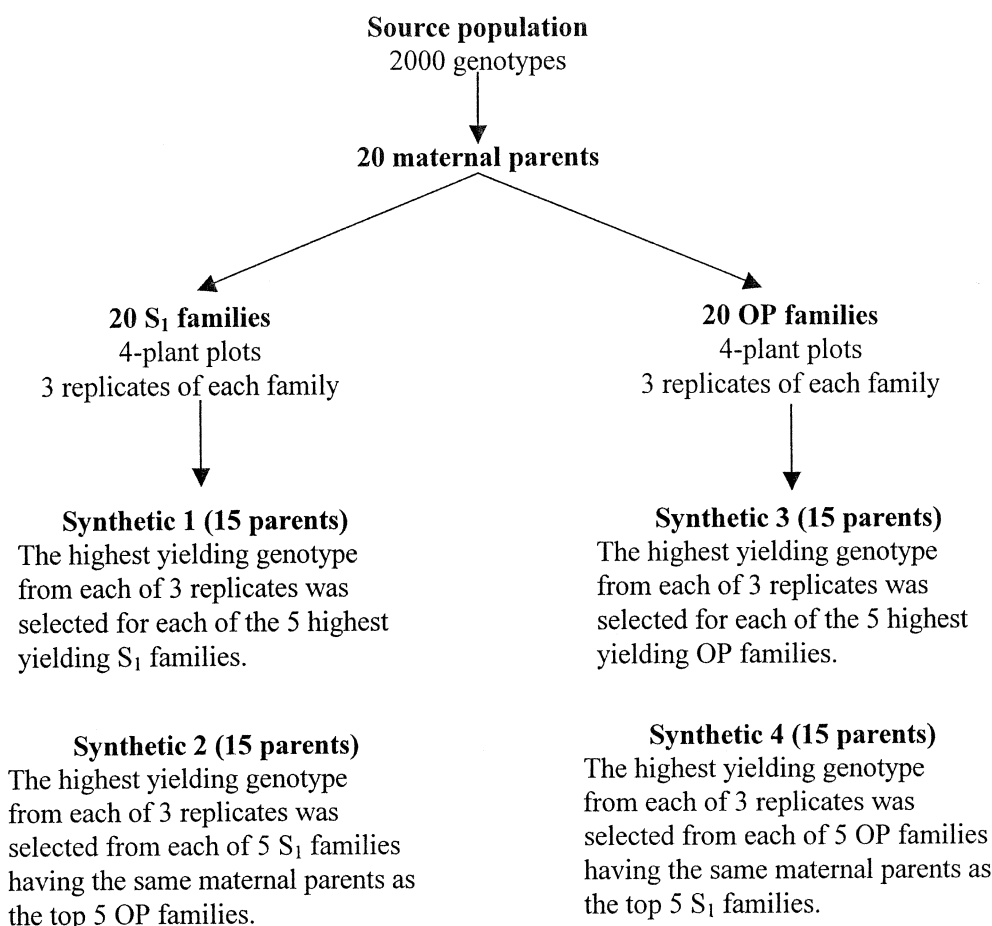 Source population
2000 genotypes
20 maternal parents
20 S₁ families
4-plant plots
3 replicates of each family
20 OP families
4-plant plots
3 replicates of each family
Synthetic 1 (15 parents)
The highest yielding genotype
from each of 3 replicates was
selected for each of the 5 highest
yielding S₁ families.
Synthetic 3 (15 parents)
The highest yielding genotype
from each of 3 replicates was
selected for each of the 5 highest
yielding OP families.
Synthetic 2 (15 parents)
The highest yielding genotype
from each of 3 replicates was
selected from each of 5 S₁ families
having the same maternal parents as
the top 5 OP families.
Synthetic 4 (15 parents)
The highest yielding genotype
from each of 3 replicates was
selected from each of 5 OP families
having the same maternal parents as
the top 5 S₁ families.